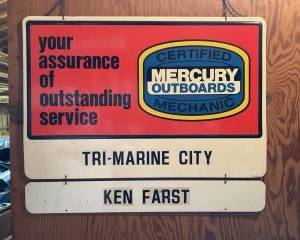 your
assurance
of
outstanding
service
CERTIFIED
MERCURY
OUTBOARDS
MECHANIC
TRI-MARINE CITY
KEN FARST